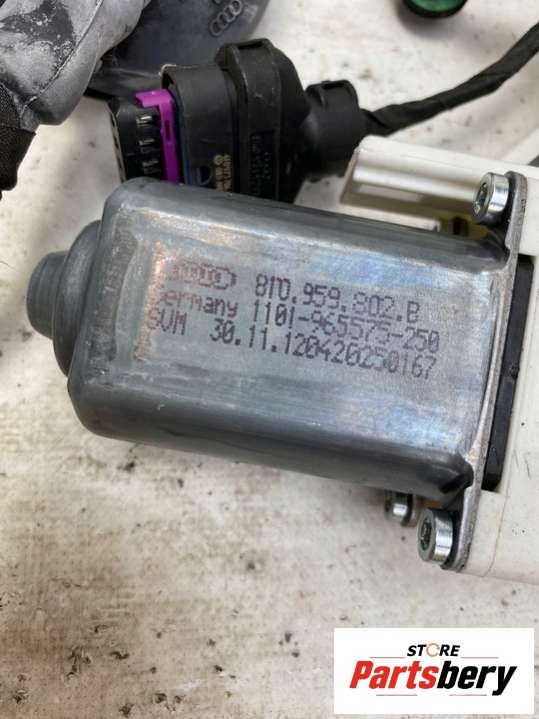 8T0.959.802.B
Germany 1101-965575-250
SVM 30.11.120420250167
STORE
Partsbery